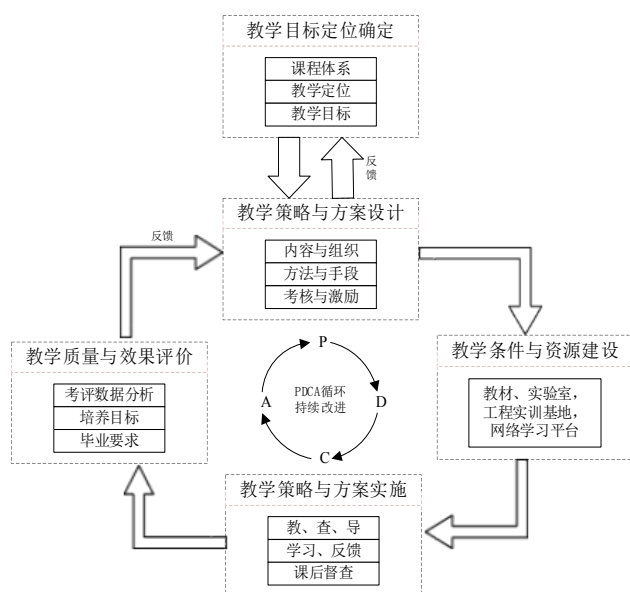 教学目标定位确定
课程体系
教学定位
教学目标
反
馈
教学策略与方案设计
内容与组织
方法与手段
考核与激励
反馈
教学质量与效果评价
考评数据分析
培养目标
毕业要求
P
D
C
A
PDCA循环
持续改进
教学条件与资源建设
教材、实验室，
工程实训基地，
网络学习平台
教学策略与方案实施
教、查、导
学习、反馈
课后督查